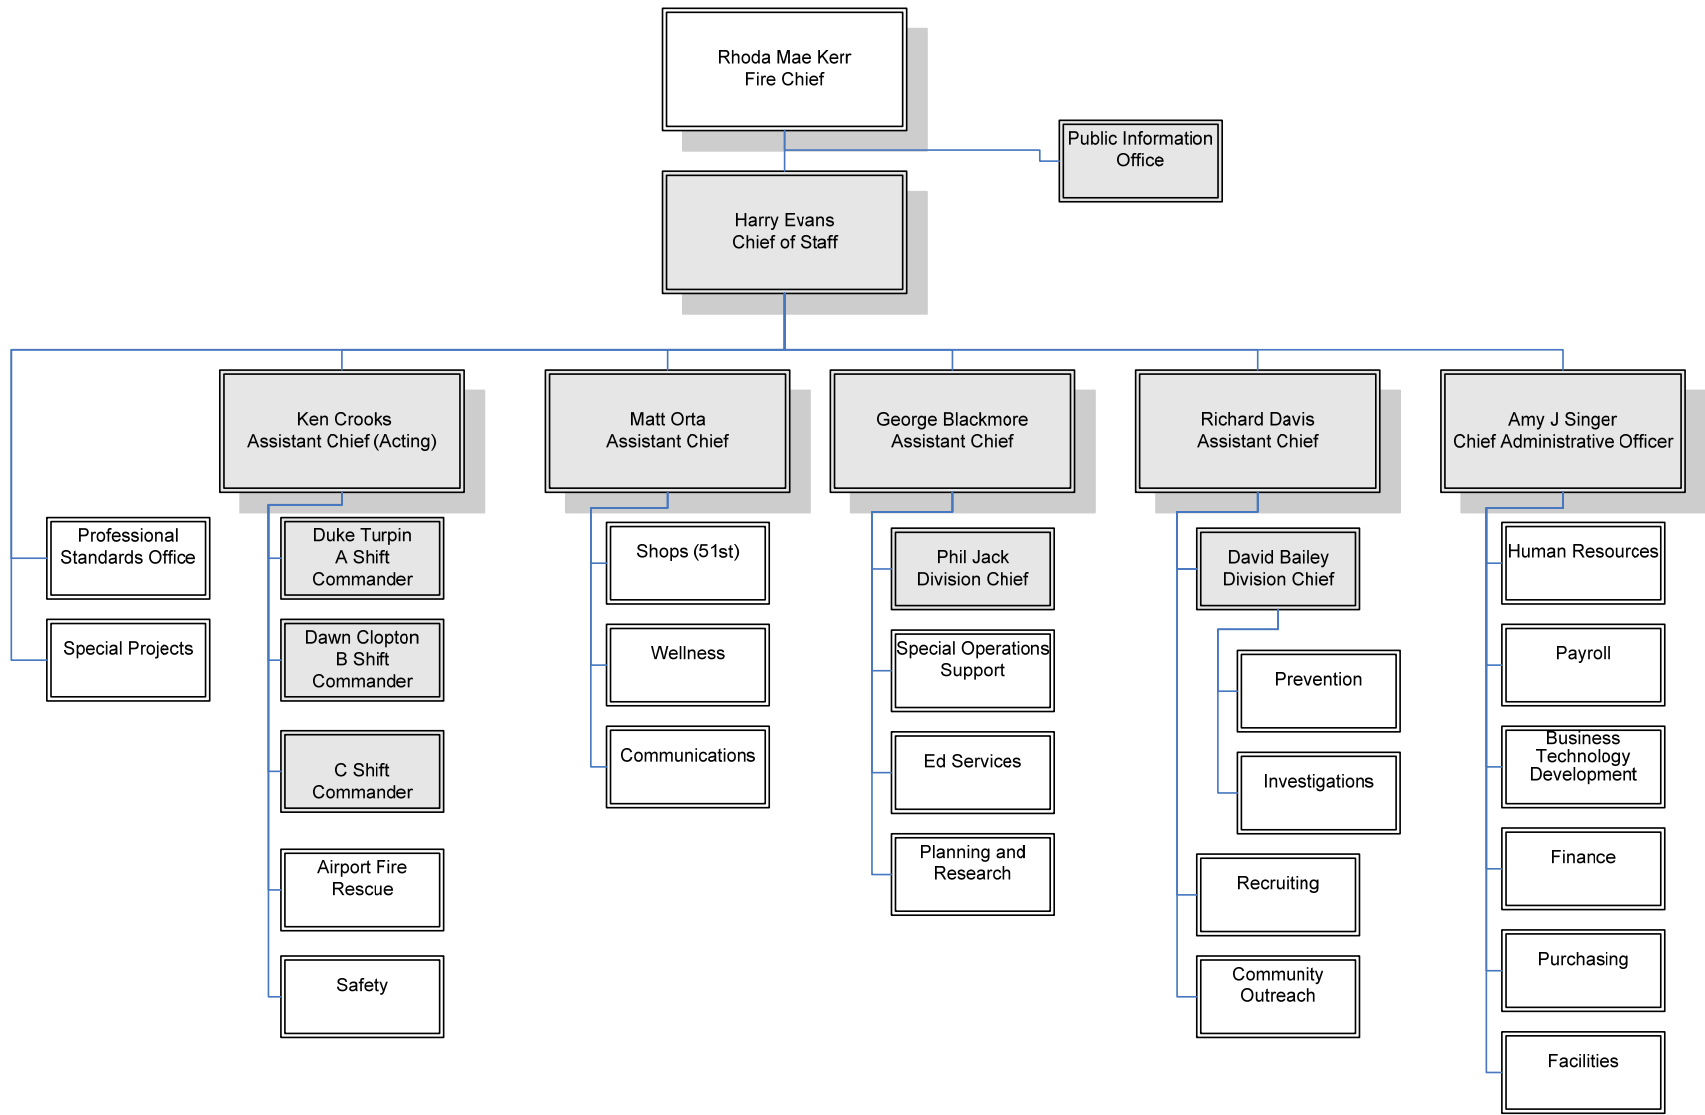 Rhoda Mae Kerr
Fire Chief
Public Information
Office
Harry Evans
Chief of Staff
Ken Crooks
Assistant Chief (Acting)
Matt Orta
Assistant Chief
George Blackmore
Assistant Chief
Richard Davis
Assistant Chief
Amy J Singer
Chief Administrative Officer
Professional
Standards Office
Special Projects
Duke Turpin
A Shift
Commander
Dawn Clopton
B Shift
Commander
C Shift
Commander
Airport Fire
Rescue
Safety
Shops (51st)
Wellness
Communications
Phil Jack
Division Chief
Special Operations
Support
Ed Services
Planning and
Research
David Bailey
Division Chief
Prevention
Investigations
Recruiting
Community
Outreach
Human Resources
Payroll
Business
Technology
Development
Finance
Purchasing
Facilities